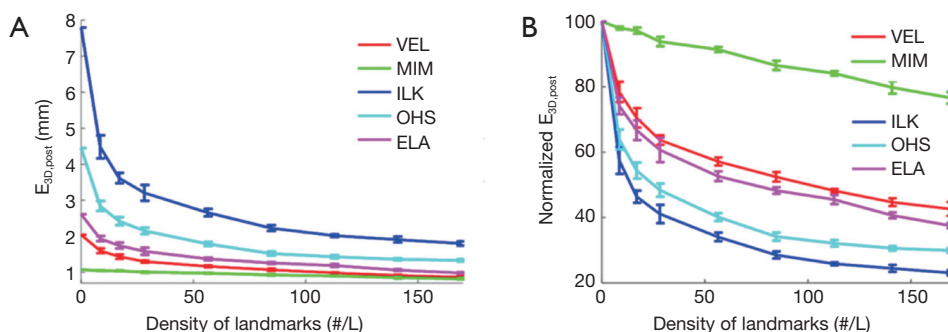 A
E3D,post (mm)
8
7
6
5
4
3
2
1
0
50
100
150
Density of landmarks (#/L)
VEL
MIM
ILK
OHS
ELA
B
Normalized E3D,post
100
80
60
40
20
0
50
100
150
Density of landmarks (#/L)
VEL
MIM
ILK
OHS
ELA